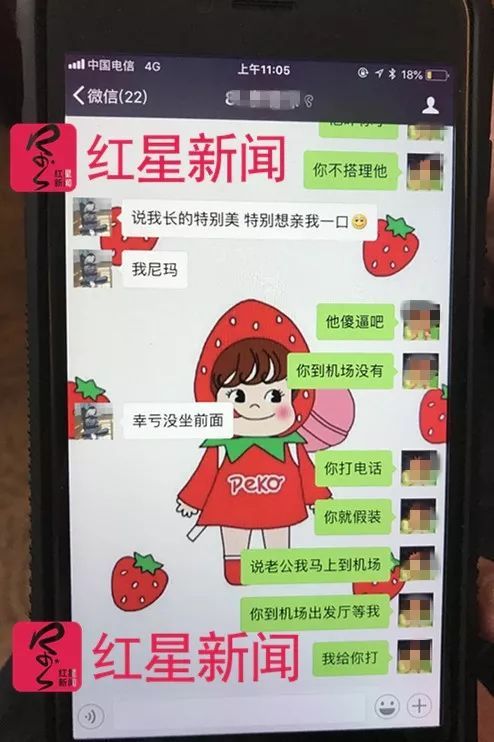 中国电信 4G 上午11:05 18%
微信(22)
红星新闻
你不搭理他
说我长的特别美 特别想亲我一口
我尼玛
他傻逼吧
你到机场没有
幸亏没坐前面
PeKO
你打电话
你就假装
说老公我马上到机场
你到机场出发厅等我
红星新闻
我给你打